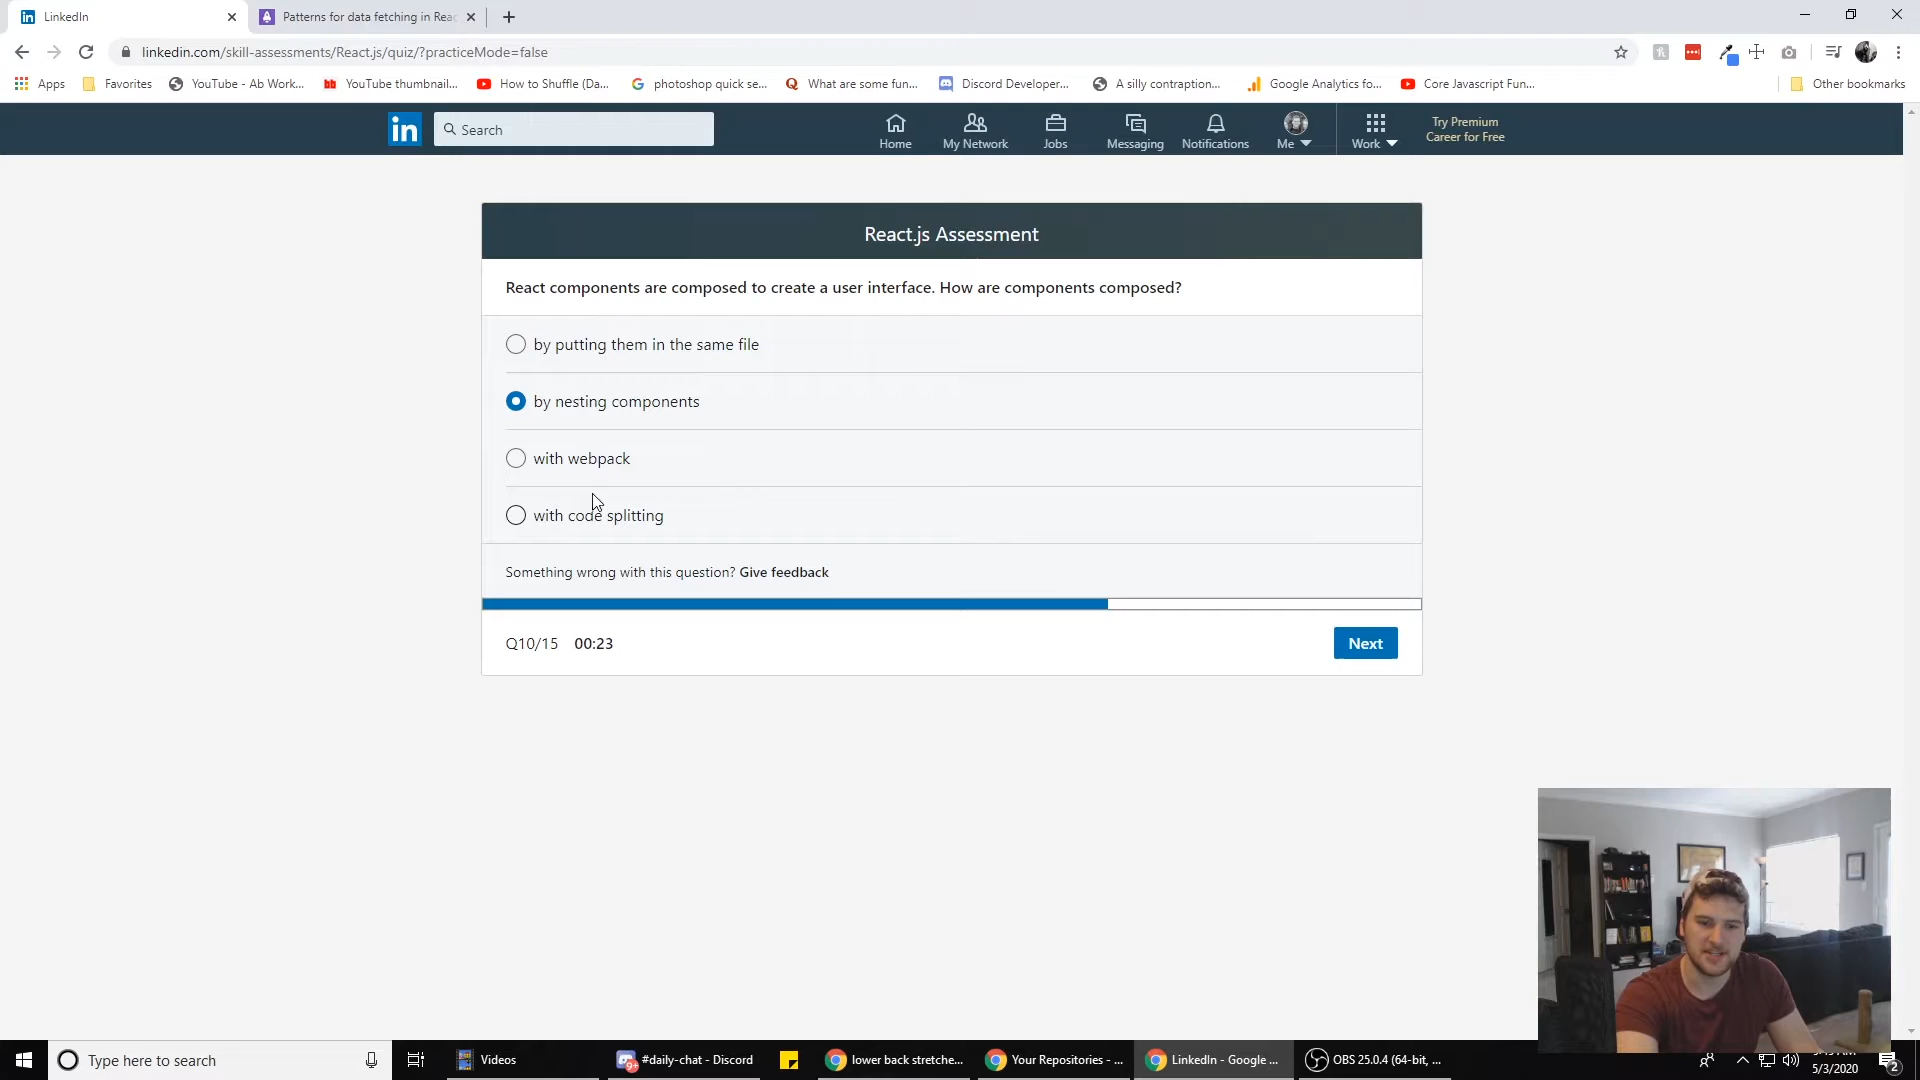 LinkedIn
Patterns for data fetching in Reac
linkedin.com/skill-assessments/React.js/quiz/?practiceMode=false
Apps
Favorites
YouTube - Ab Work...
YouTube thumbnail...
How to Shuffle (Da...
photoshop quick se...
What are some fun...
Discord Developer...
A silly contraption...
Google Analytics fo...
Core Javascript Fun...
Other bookmarks
in
Search
Home
My Network
Jobs
Messaging
Notifications
Me
Work
Try Premium
Career for Free
React.js Assessment
React components are composed to create a user interface. How are components composed?
by putting them in the same file
by nesting components
with webpack
with code splitting
Something wrong with this question? Give feedback
Q10/15 00:23
Next
Type here to search
Videos
#daily-chat - Discord
lower back stretche...
Your Repositories - ...
LinkedIn - Google ...
OBS 25.0.4 (64-bit, ...
5/3/2020
2